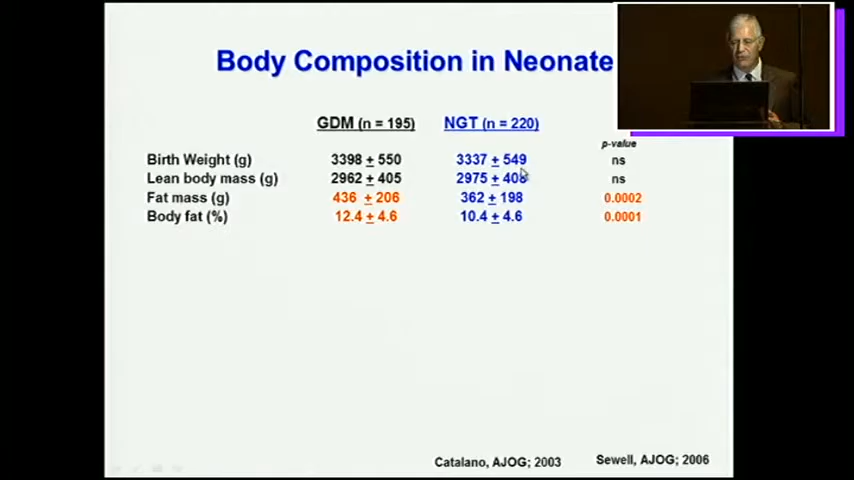 Body Composition in Neonate
GDM (n = 195) NGT (n = 220)
p-value
Birth Weight (g) 3398 ± 550 3337 ± 549 ns
Lean body mass (g) 2962 ± 405 2975 ± 408 ns
Fat mass (g) 436 ± 206 362 ± 198 0.0002
Body fat (%) 12.4 ± 4.6 10.4 ± 4.6 0.0001
Catalano, AJOG; 2003 Sewell, AJOG; 2006